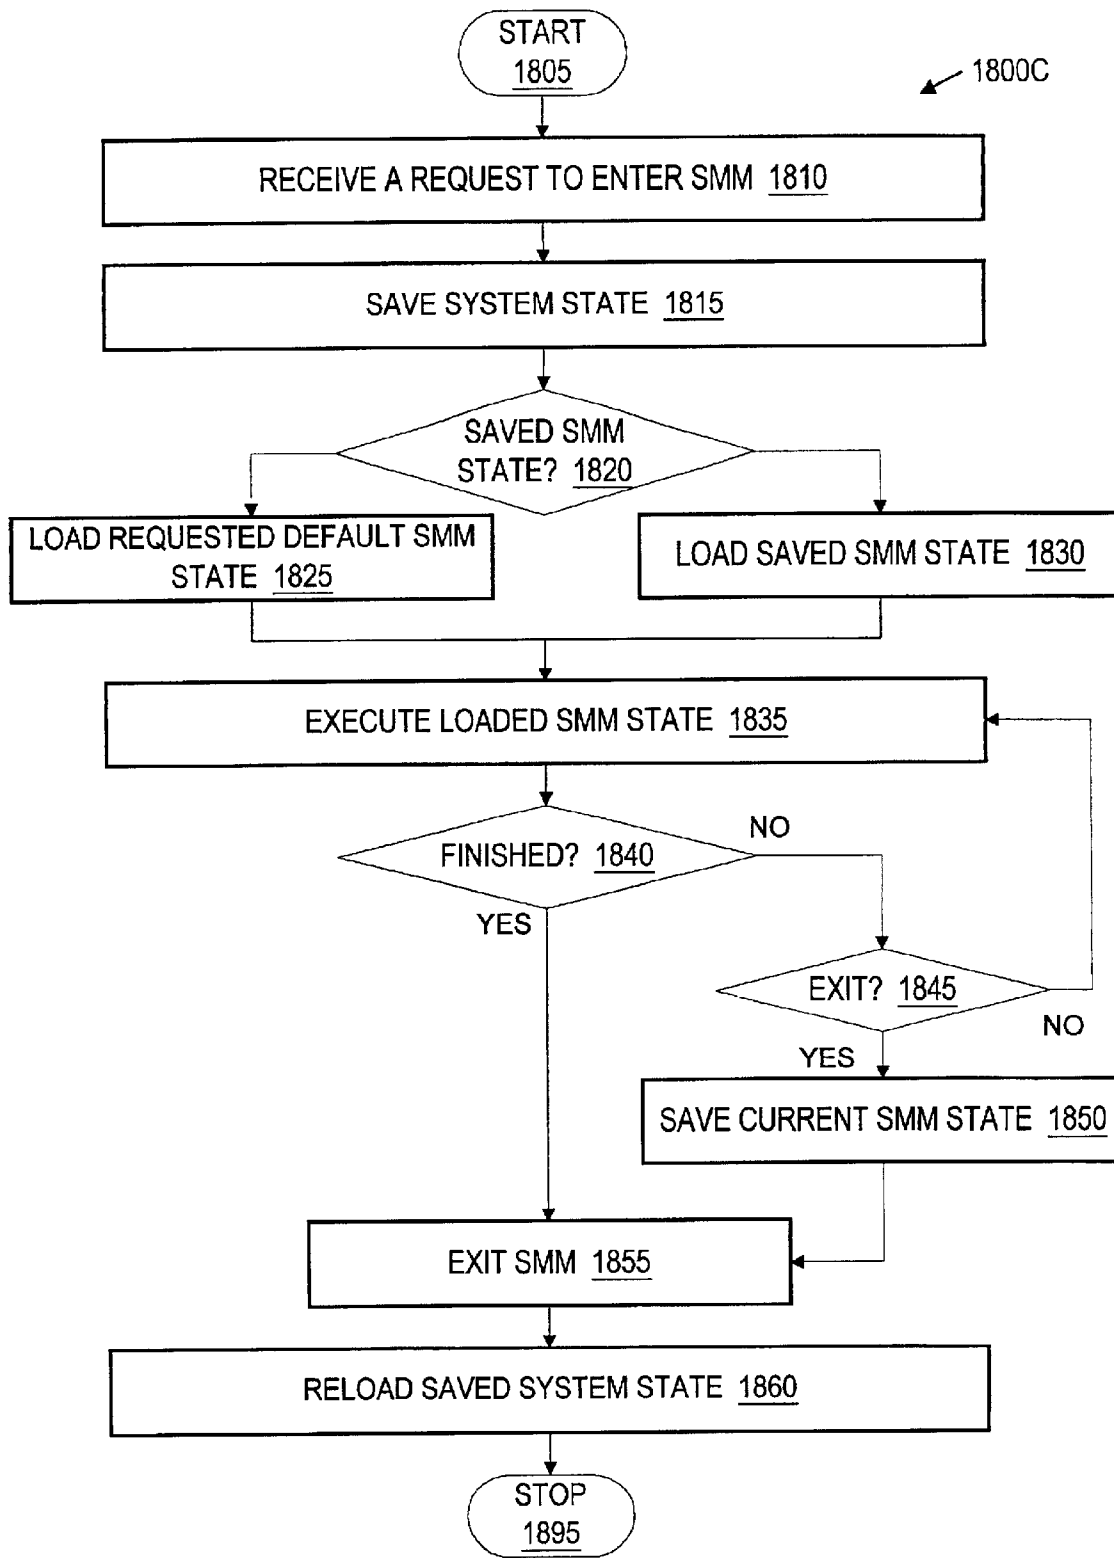 START
1805
1800C
RECEIVE A REQUEST TO ENTER SMM 1810
SAVE SYSTEM STATE 1815
SAVED SMM
STATE? 1820
LOAD REQUESTED DEFAULT SMM
STATE 1825
LOAD SAVED SMM STATE 1830
EXECUTE LOADED SMM STATE 1835
FINISHED? 1840
NO
YES
EXIT? 1845
NO
YES
SAVE CURRENT SMM STATE 1850
EXIT SMM 1855
RELOAD SAVED SYSTEM STATE 1860
STOP
1895